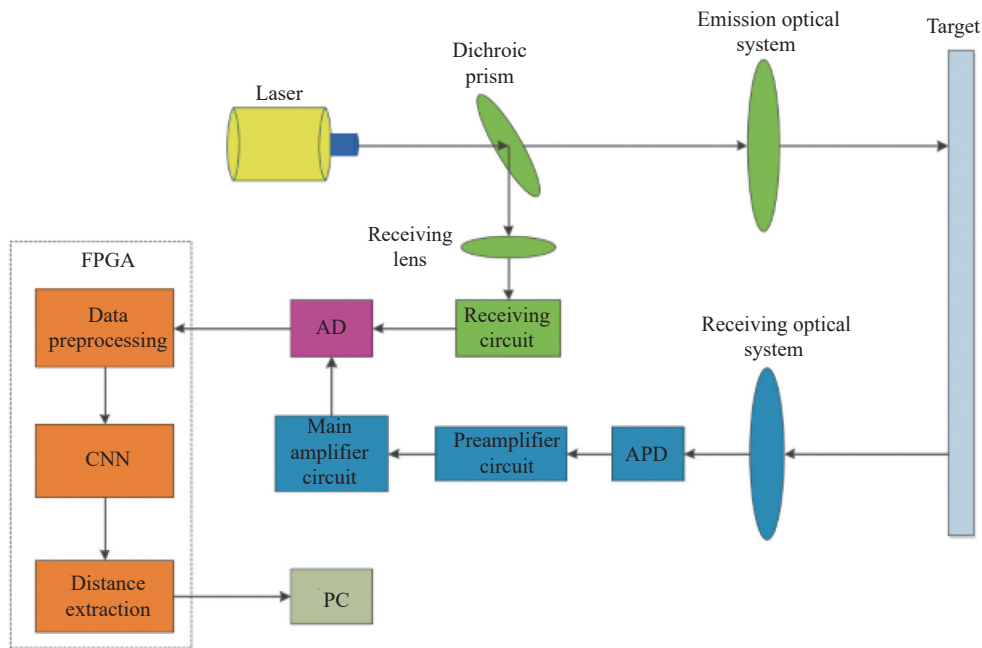 Emission optical
system
Target
Dichroic
prism
Laser
Receiving
lens
FPGA
Data
preprocessing
AD
Receiving
circuit
Receiving optical
system
CNN
Main
amplifier
circuit
Preamplifier
circuit
APD
Distance
extraction
PC